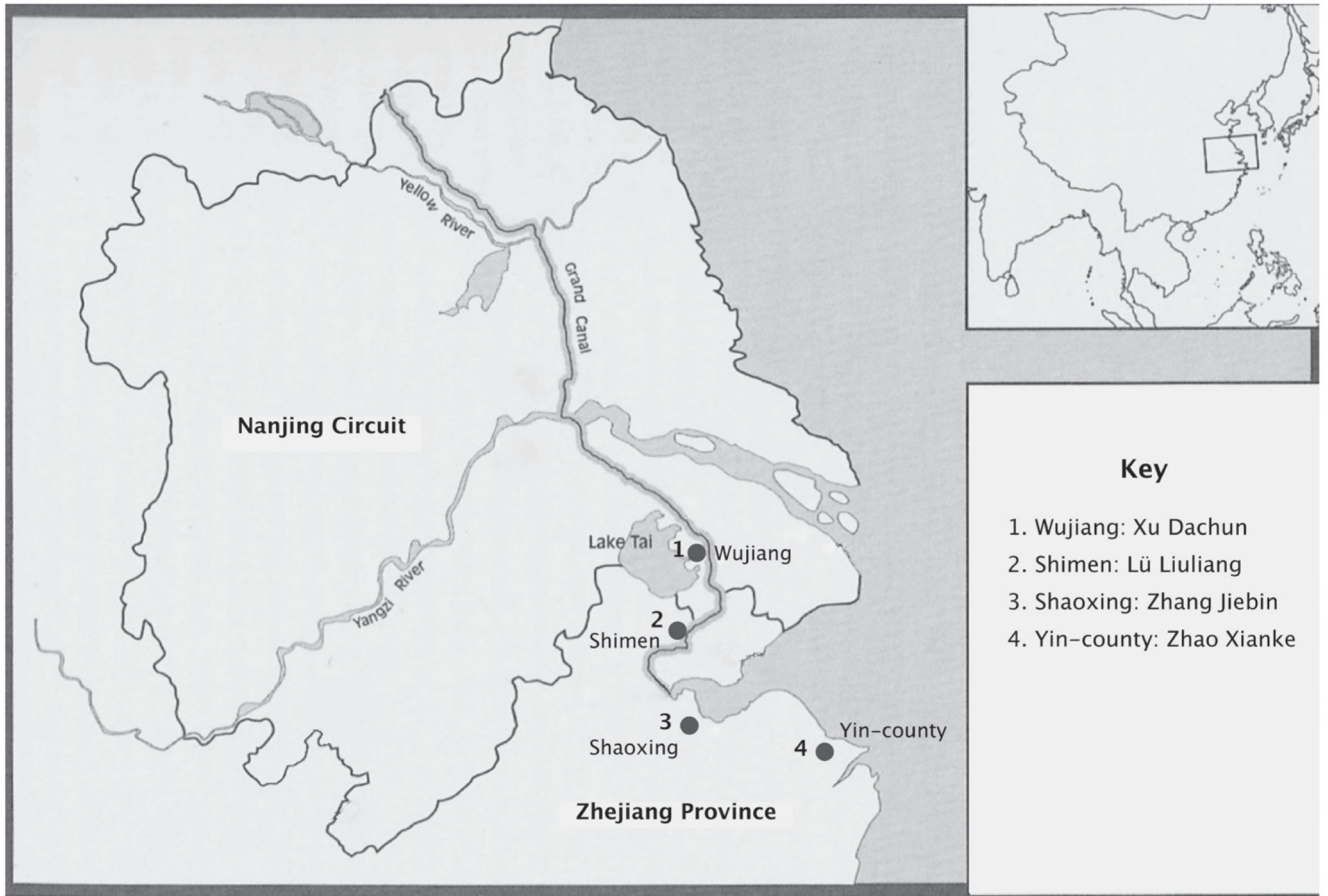 Yellow River
Grand Canal
Nanjing Circuit
Lake Tai
1
Wujiang
Yangzi River
2
Shimen
3
Shaoxing
4
Yin-county
Zhejiang Province
Key
1. Wujiang: Xu Dachun
2. Shimen: Lü Liuliang
3. Shaoxing: Zhang Jiebin
4. Yin-county: Zhao Xianke